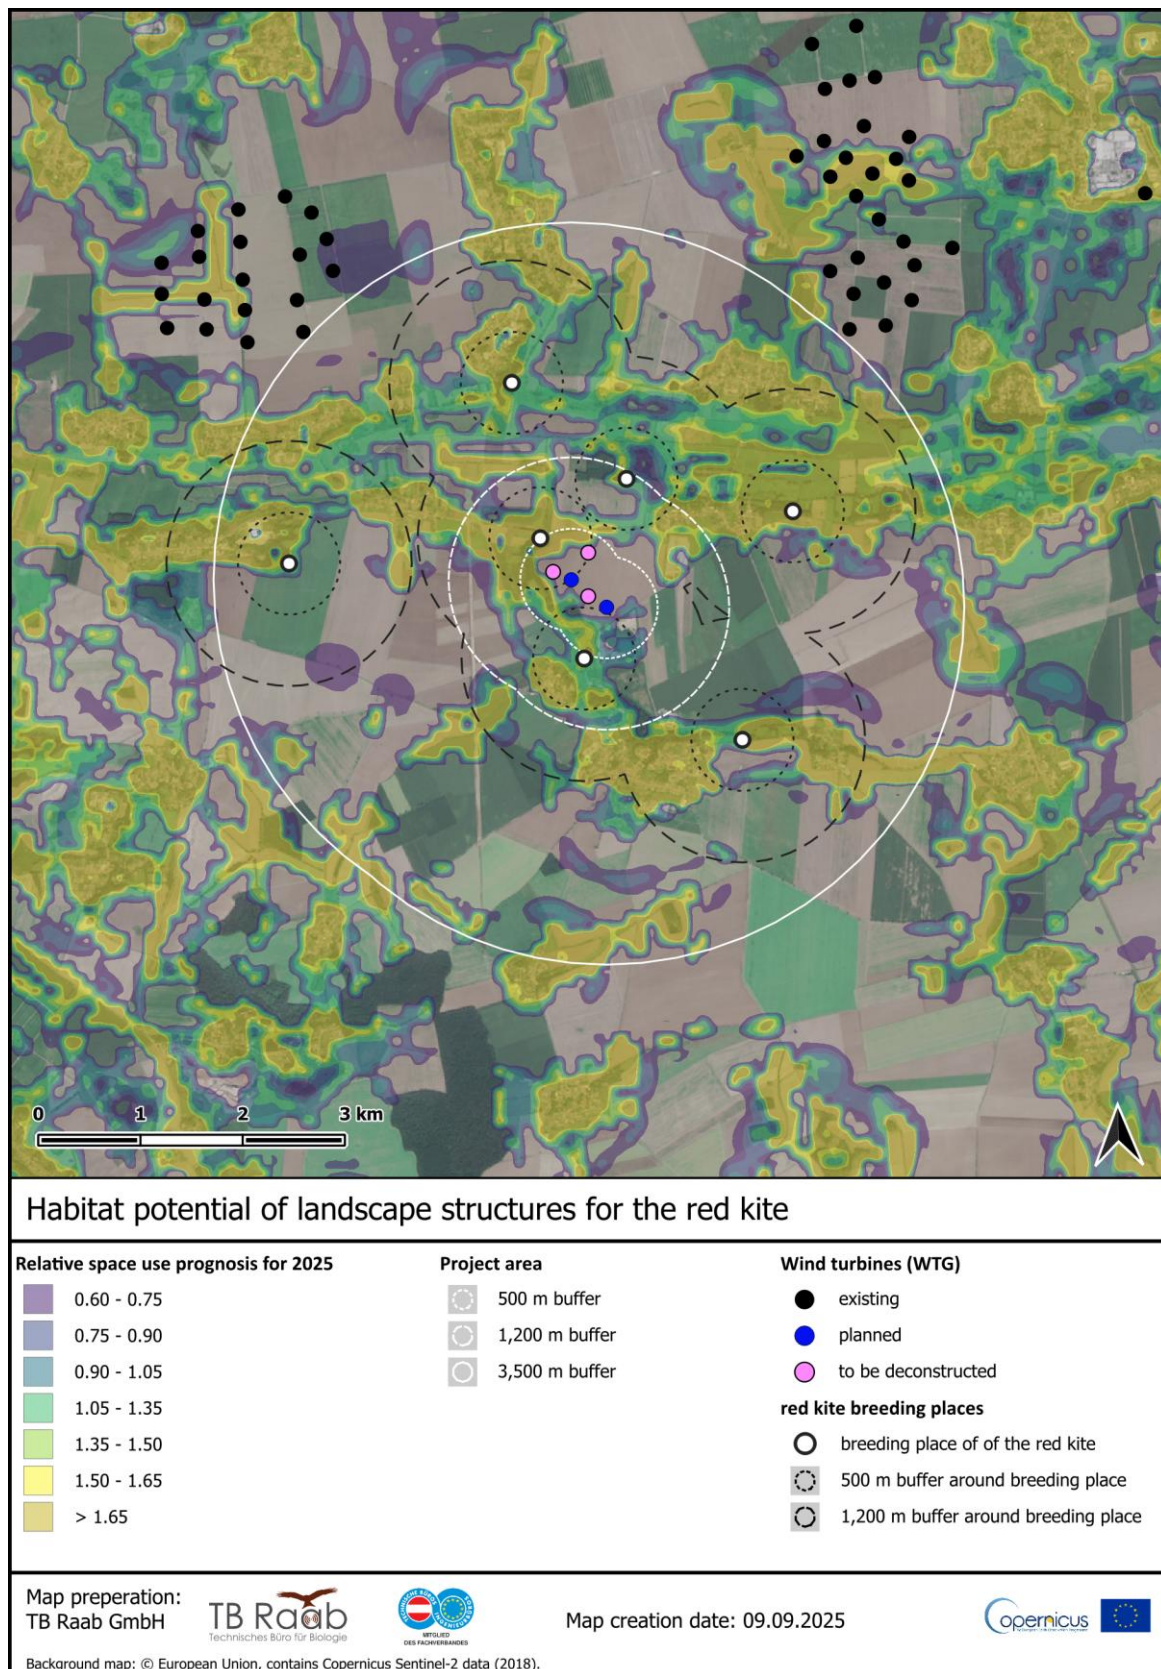 0 1 2 3 km
Habitat potential of landscape structures for the red kite
Relative space use prognosis for 2025
0.60 - 0.75
0.75 - 0.90
0.90 - 1.05
1.05 - 1.35
1.35 - 1.50
1.50 - 1.65
> 1.65
Project area
500 m buffer
1,200 m buffer
3,500 m buffer
Wind turbines (WTG)
existing
planned
to be deconstructed
red kite breeding places
breeding place of of the red kite
500 m buffer around breeding place
1,200 m buffer around breeding place
Map preperation:
TB Raab GmbH
TB Raab
Technisches Büro für Biologie
MITGLIED
DES FACHVERBANDES
Map creation date: 09.09.2025
opernicus
Background map: © European Union, contains Copernicus Sentinel-2 data (2018).